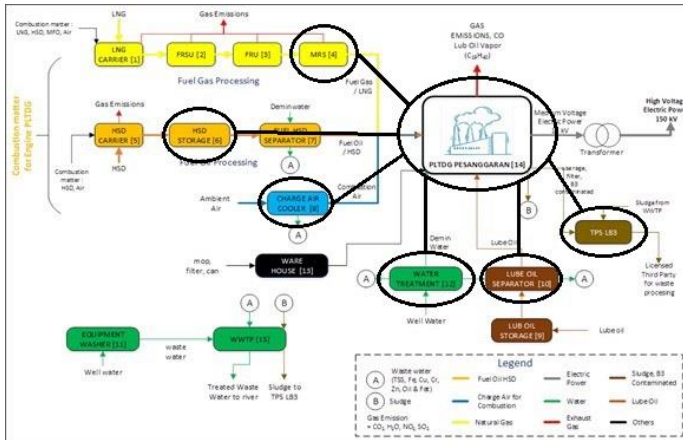 LNG
Gas Emissions
GAS
EMISSIONS, CO
Lub Oil Vapor
Combustion matter :
LNG, HSD, MFO, Air
LNG
CARRIER [1]
FRSU [2]
FRU [3]
MRS [4]
Fuel Gas Processing
Fuel Gas
/ LNG
Combustion matter
for Engine PLTDG
Gas Emissions
Demin water
HSD
CARRIER [5]
HSD
STORAGE [6]
FUEL HSD
SEPARATOR [7]
Fuel Oil
/ HSD
Combustion
matter :
HSD, Air
HSD
Processing
A
PLTDG PESANGGARAN [14]
Medium Voltage
Electric Power
kV
High Voltage
Electric Power
150 kV
Transformer
Ambient
Air
CHARGE AIR
COOLER [8]
Combustion
Air
A
filter,
contaminated
B
Sludge from
WWTP
TPS LB3
mop,
filter, can
WARE
HOUSE [13]
Demin
Water
Lube Oil
A
WATER
TREATMENT [12]
LUBE OIL
SEPARATOR [10]
A
Licensed
Third Party
for waste
processing
Well Water
A
B
LUB OIL
STORAGE [9]
Lube oil
EQUIPMENT
WASHER [11]
waste
water
WWTP [15]
Well water
Treated Waste
Water to river
Sludge to
TPS LB3
Legend
A
Waste water
(TSS, Fe, Cu, Cr,
Zn, Oil & Fat)
B
Sludge
Gas Emission
= CO₂, H₂O, NOₓ, SO₂
Fuel Oil HSD
Charge Air for
Combustion
Natural Gas
Electric
Power
Water
Exhaust
Gas
Sludge, B3
Contaminated
Lube Oil
Others